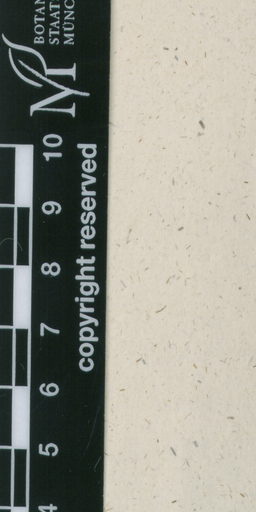 BOTAN
STAAT
MÜNC
10 9 8 7 6 5 4
copyright reserved